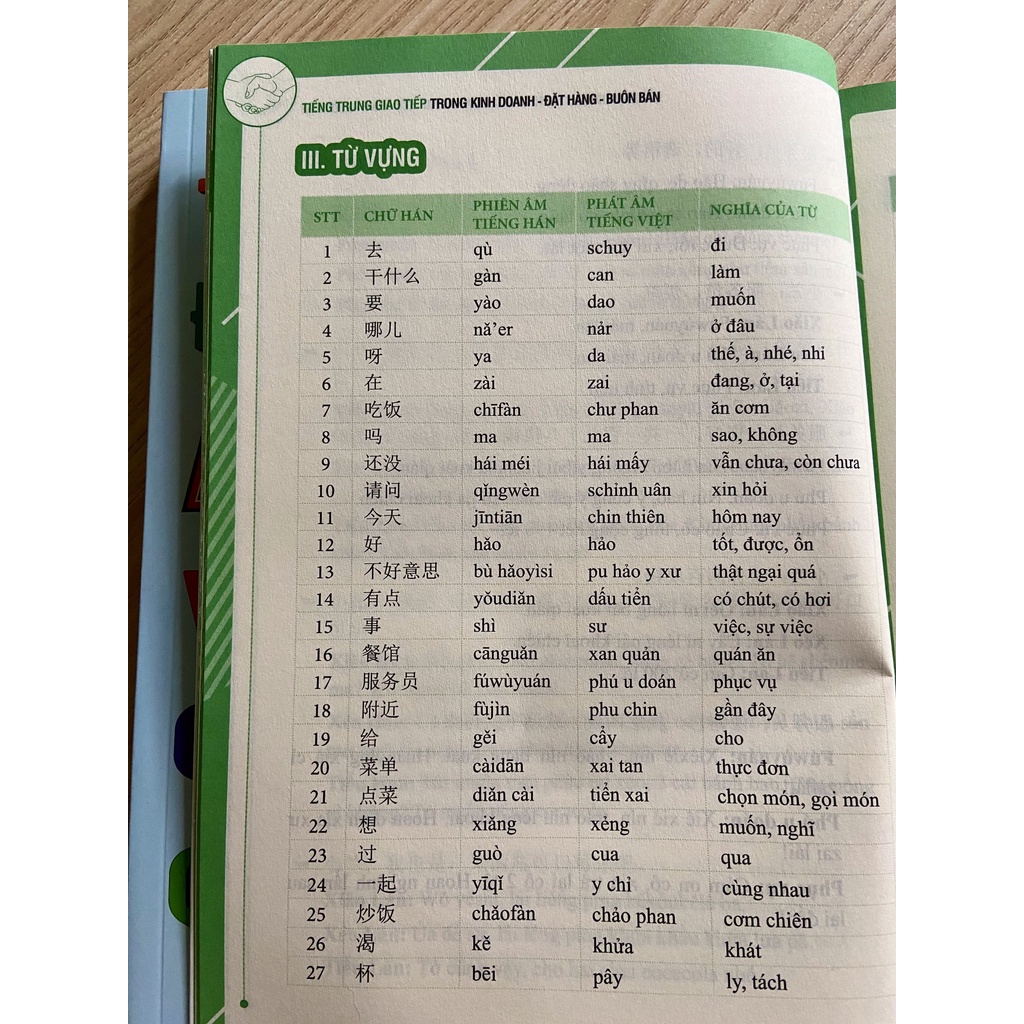 TIẾNG TRUNG GIAO TIẾP TRONG KINH DOANH - ĐẶT HÀNG - BUÔN BÁN
III. TỪ VỰNG
STT CHỮ HÁN PHIÊN ÂM TIẾNG HÁN PHÁT ÂM TIẾNG VIỆT NGHĨA CỦA TỪ
1 去 qù schuy đi
2 干什么 gàn can làm
3 要 yào dao muốn
4 哪儿 nǎ’er nảr ở đâu
5 呀 ya da thế, à, nhé, nhỉ
6 在 zài zai đang, ở, tại
7 吃饭 chīfàn chư phan ăn cơm
8 吗 ma ma sao, không
9 还没 hái méi hái mấy vẫn chưa, còn chưa
10 请问 qǐngwèn schỉnh uân xin hỏi
11 今天 jīntiān chin thiên hôm nay
12 好 hǎo hảo tốt, được, ổn
13 不好意思 bù hǎoyìsi pu hảo y xư thật ngại quá
14 有点 yǒudiǎn dấu tiển có chút, có hơi
15 事 shì sư việc, sự việc
16 餐馆 cānguǎn xan quản quán ăn
17 服务员 fúwùyuán phú u doán phục vụ
18 附近 fùjìn phu chin gần đây
19 给 gěi cẩy cho
20 菜单 càidān xai tan thực đơn
21 点菜 diǎn cài tiển xai chọn món, gọi món
22 想 xiǎng xẻng muốn, nghĩ
23 过 guò cua qua
24 一起 yīqǐ y chỉ cùng nhau
25 炒饭 chǎofàn chảo phan cơm chiên
26 渴 kě khửa khát
27 杯 bēi pây ly, tách